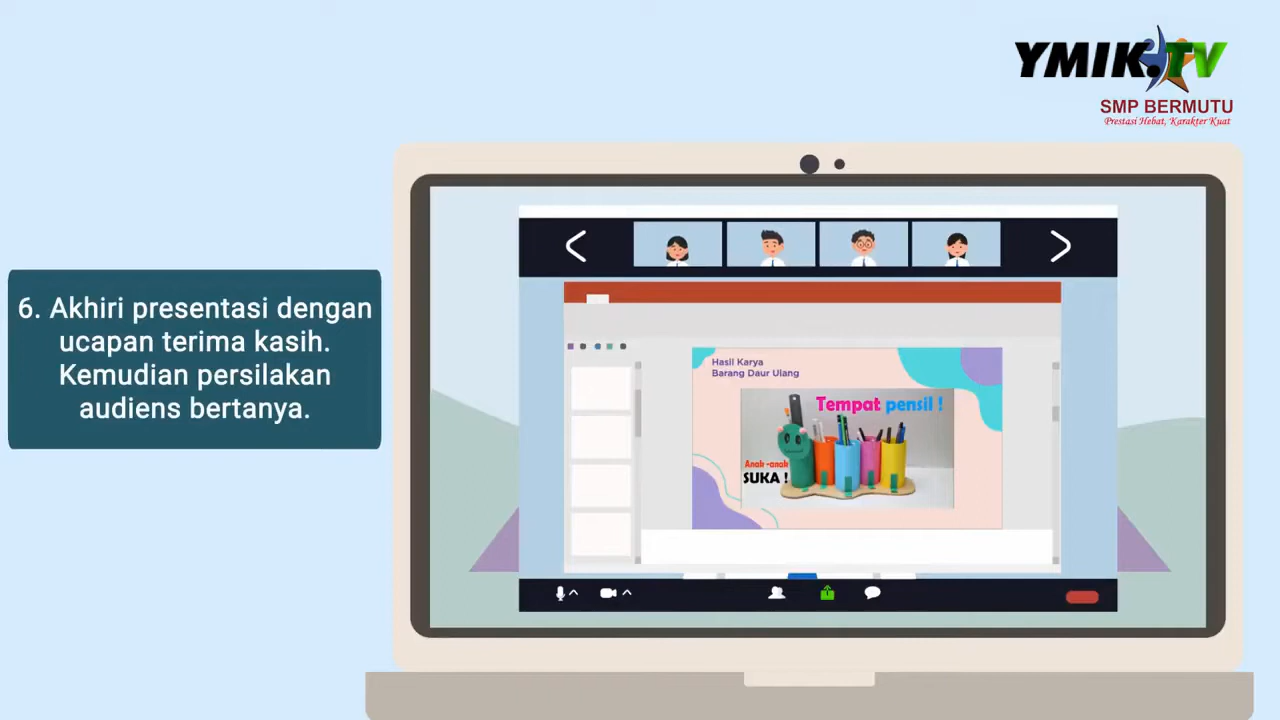 YMIK.TV
SMP BERMUTU
Prestasi Hebat, Karakter Kuat
6. Akhiri presentasi dengan
ucapan terima kasih.
Kemudian persilakan
audiens bertanya.
Hasil Karya
Barang Daur Ulang
Tempat pensil !
Anak -anak
SUKA !